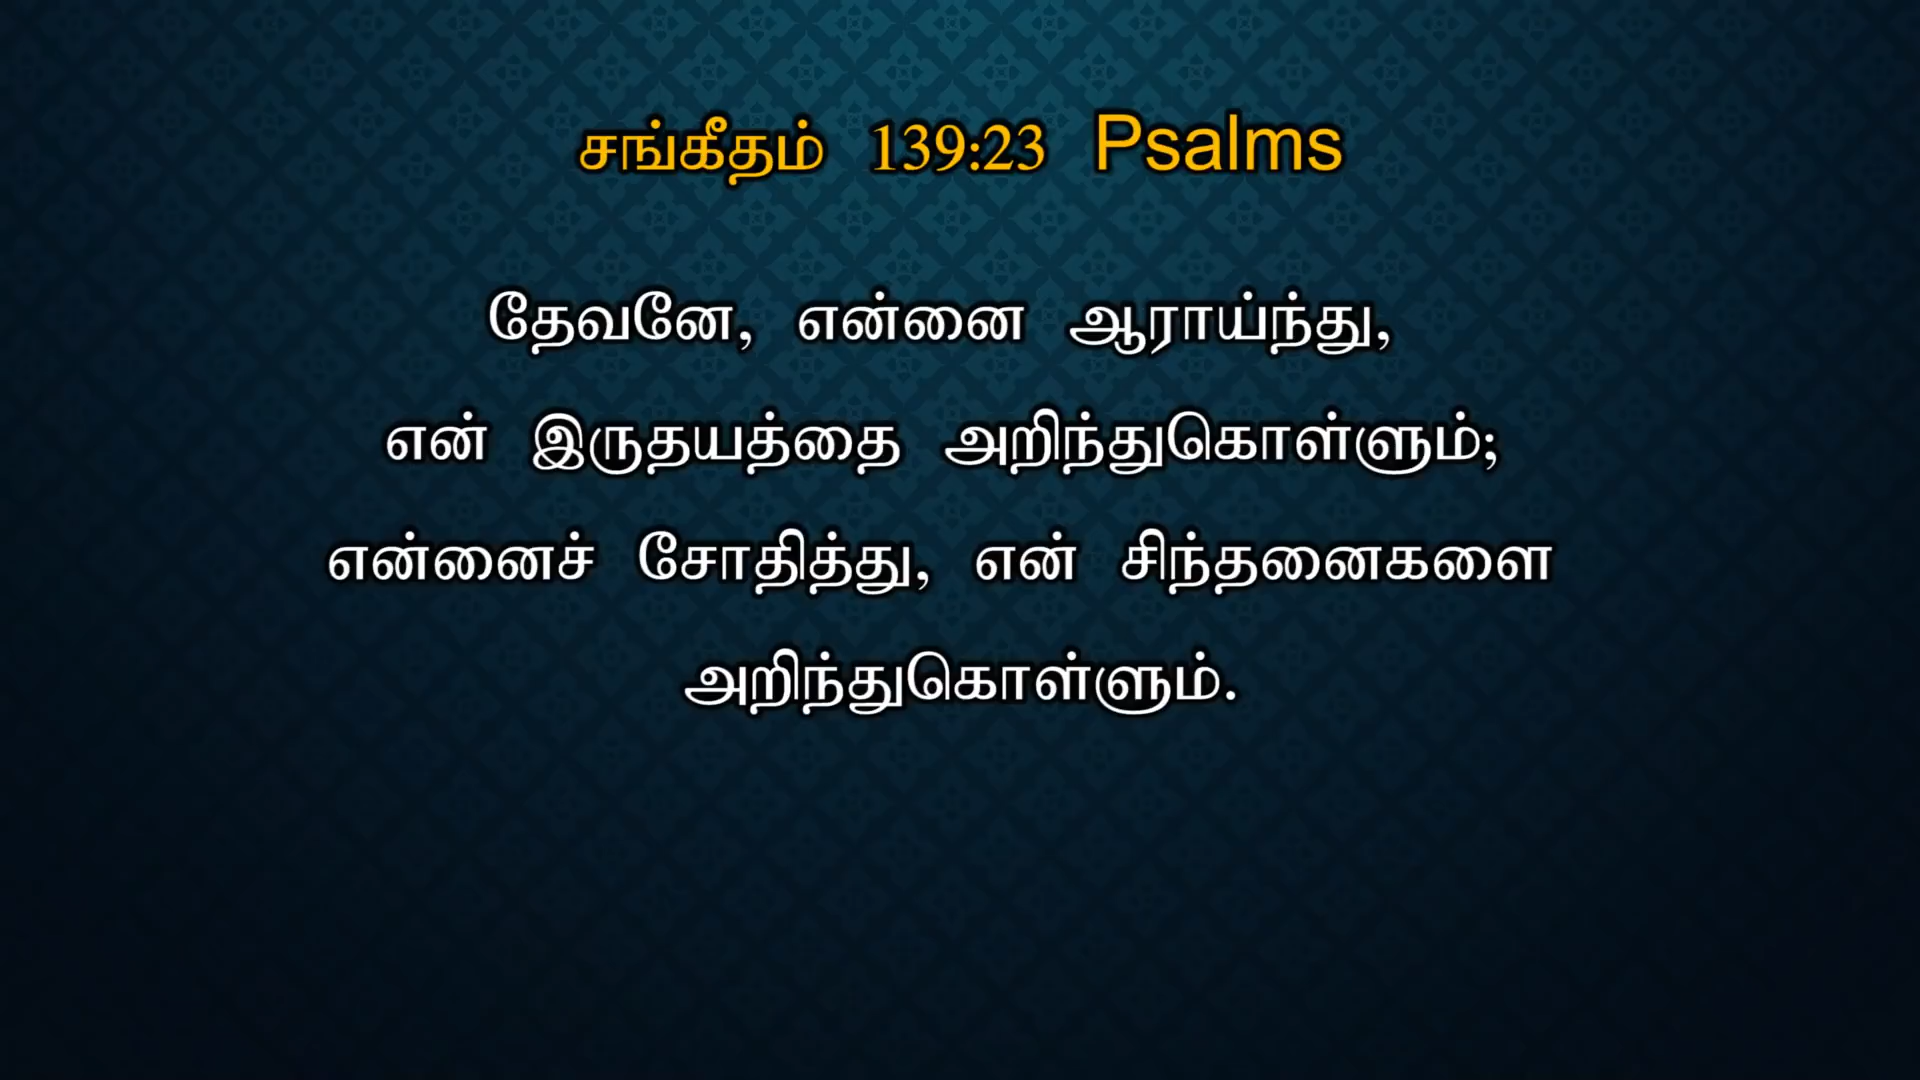 சங்கீதம் 139:23 Psalms
தேவனே, என்னை ஆராய்ந்து,
என் இருதயத்தை அறிந்துகொள்ளும்;
என்னைச் சோதித்து, என் சிந்தனைகளை
அறிந்துகொள்ளும்.